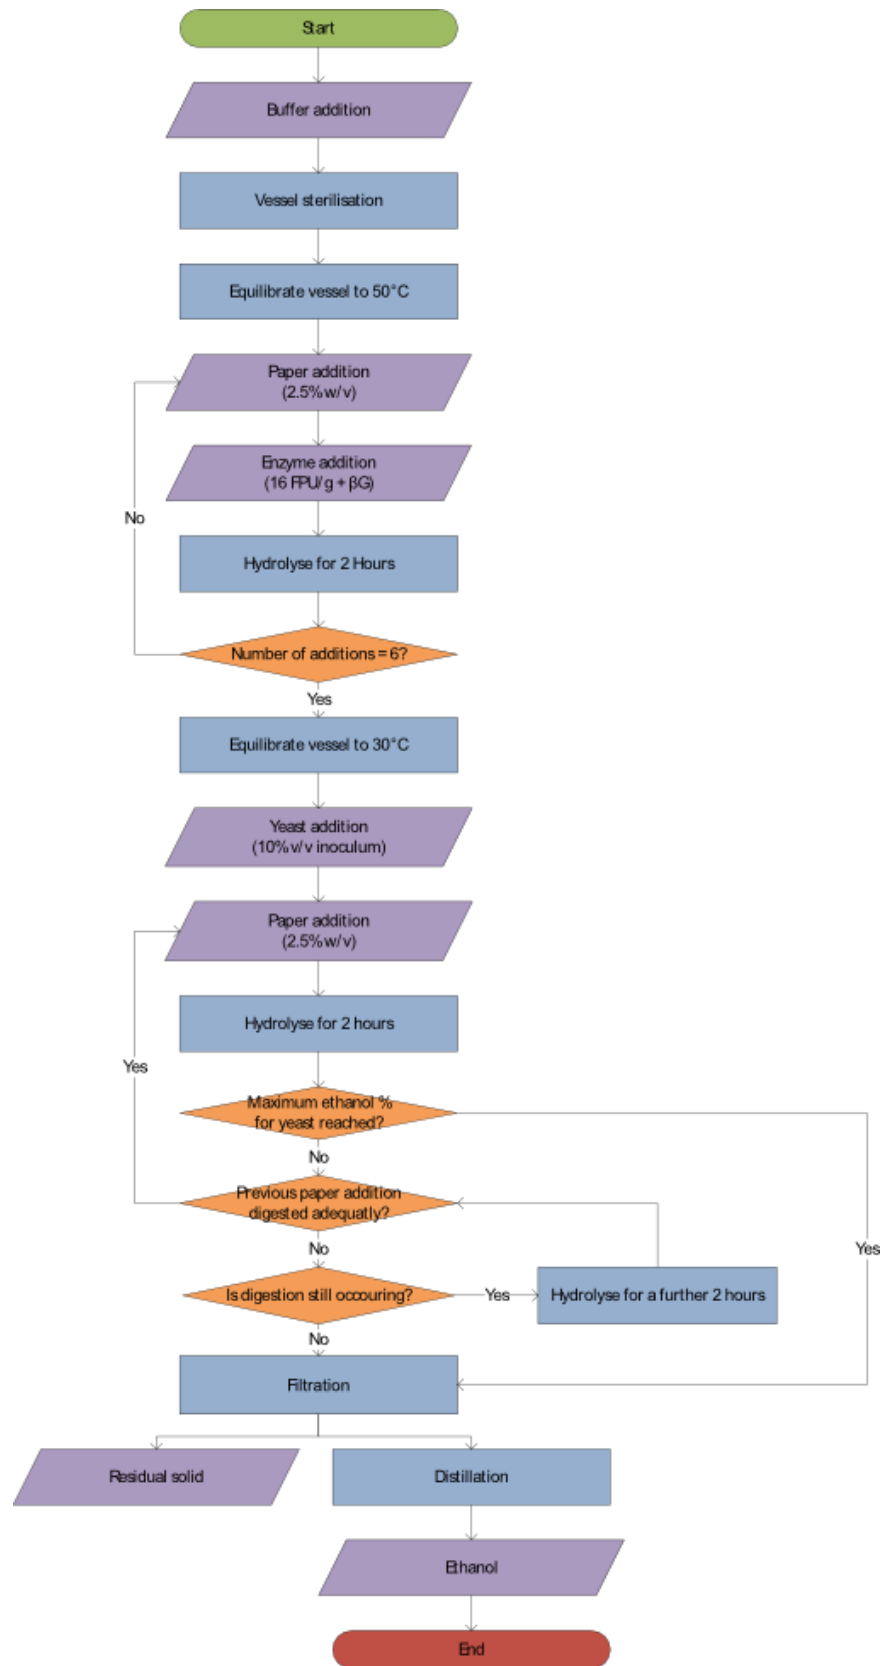 Start
Buffer addition
Vessel sterilisation
Equilibrate vessel to 50°C
Paper addition
(2.5% w/v)
Enzyme addition
(16 FPU/g + βG)
No
Hydrolyse for 2 Hours
Number of additions = 6?
Yes
Equilibrate vessel to 30°C
Yeast addition
(10% v/v inoculum)
Paper addition
(2.5% w/v)
Hydrolyse for 2 hours
Yes
Maximum ethanol %
for yeast reached?
No
Previous paper addition
digested adequatly?
No
Yes
Is digestion still occouring?
Yes
Hydrolyse for a further 2 hours
No
Filtration
Residual solid
Distillation
Ethanol
End